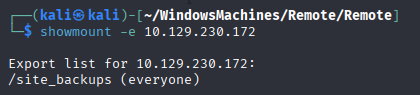 ┌──(kali㉿kali)-[~/WindowsMachines/Remote/Remote]
└─$ showmount -e 10.129.230.172
Export list for 10.129.230.172:
/site_backups (everyone)